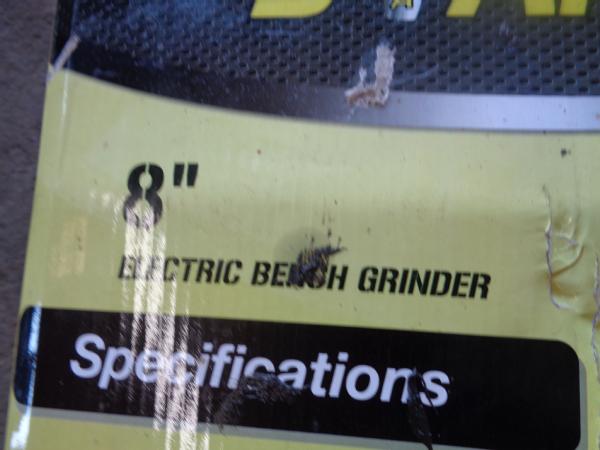 8"
ELECTRIC BENCH GRINDER
Specifications